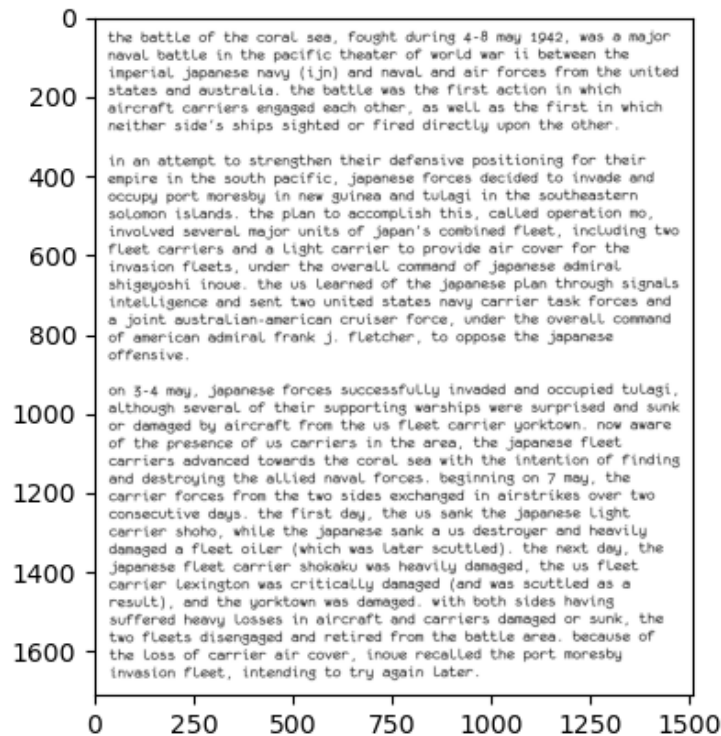 the battle of the coral sea, fought during 4-8 may 1942, was a major
naval battle in the pacific theater of world war ii between the
imperial japanese navy (ijn) and naval and air forces from the united
states and australia. the battle was the first action in which
aircraft carriers engaged each other, as well as the first in which
neither side's ships sighted or fired directly upon the other.
in an attempt to strengthen their defensive positioning for their
empire in the south pacific, japanese forces decided to invade and
occupy port moresby in new guinea and tulagi in the southeastern
solomon islands. the plan to accomplish this, called operation mo,
involved several major units of japan's combined fleet, including two
fleet carriers and a light carrier to provide air cover for the
invasion fleets, under the overall command of japanese admiral
shigeyoshi inoue. the us learned of the japanese plan through signals
intelligence and sent two united states navy carrier task forces and
a joint australian-american cruiser force, under the overall command
of american admiral frank j. fletcher, to oppose the japanese
offensive.
on 3-4 may, japanese forces successfully invaded and occupied tulagi,
although several of their supporting warships were surprised and sunk
or damaged by aircraft from the us fleet carrier yorktown. now aware
of the presence of us carriers in the area, the japanese fleet
carriers advanced towards the coral sea with the intention of finding
and destroying the allied naval forces. beginning on 7 may, the
carrier forces from the two sides exchanged in airstrikes over two
consecutive days. the first day, the us sank the japanese light
carrier shoho, while the japanese sank a us destroyer and heavily
damaged a fleet oiler (which was later scuttled). the next day, the
japanese fleet carrier shokaku was heavily damaged, the us fleet
carrier lexington was critically damaged (and was scuttled as a
result), and the yorktown was damaged. with both sides having
suffered heavy losses in aircraft and carriers damaged or sunk, the
two fleets disengaged and retired from the battle area. because of
the loss of carrier air cover, inoue recalled the port moresby
invasion fleet, intending to try again later.
0
200
400
600
800
1000
1200
1400
1600
0 250 500 750 1000 1250 1500